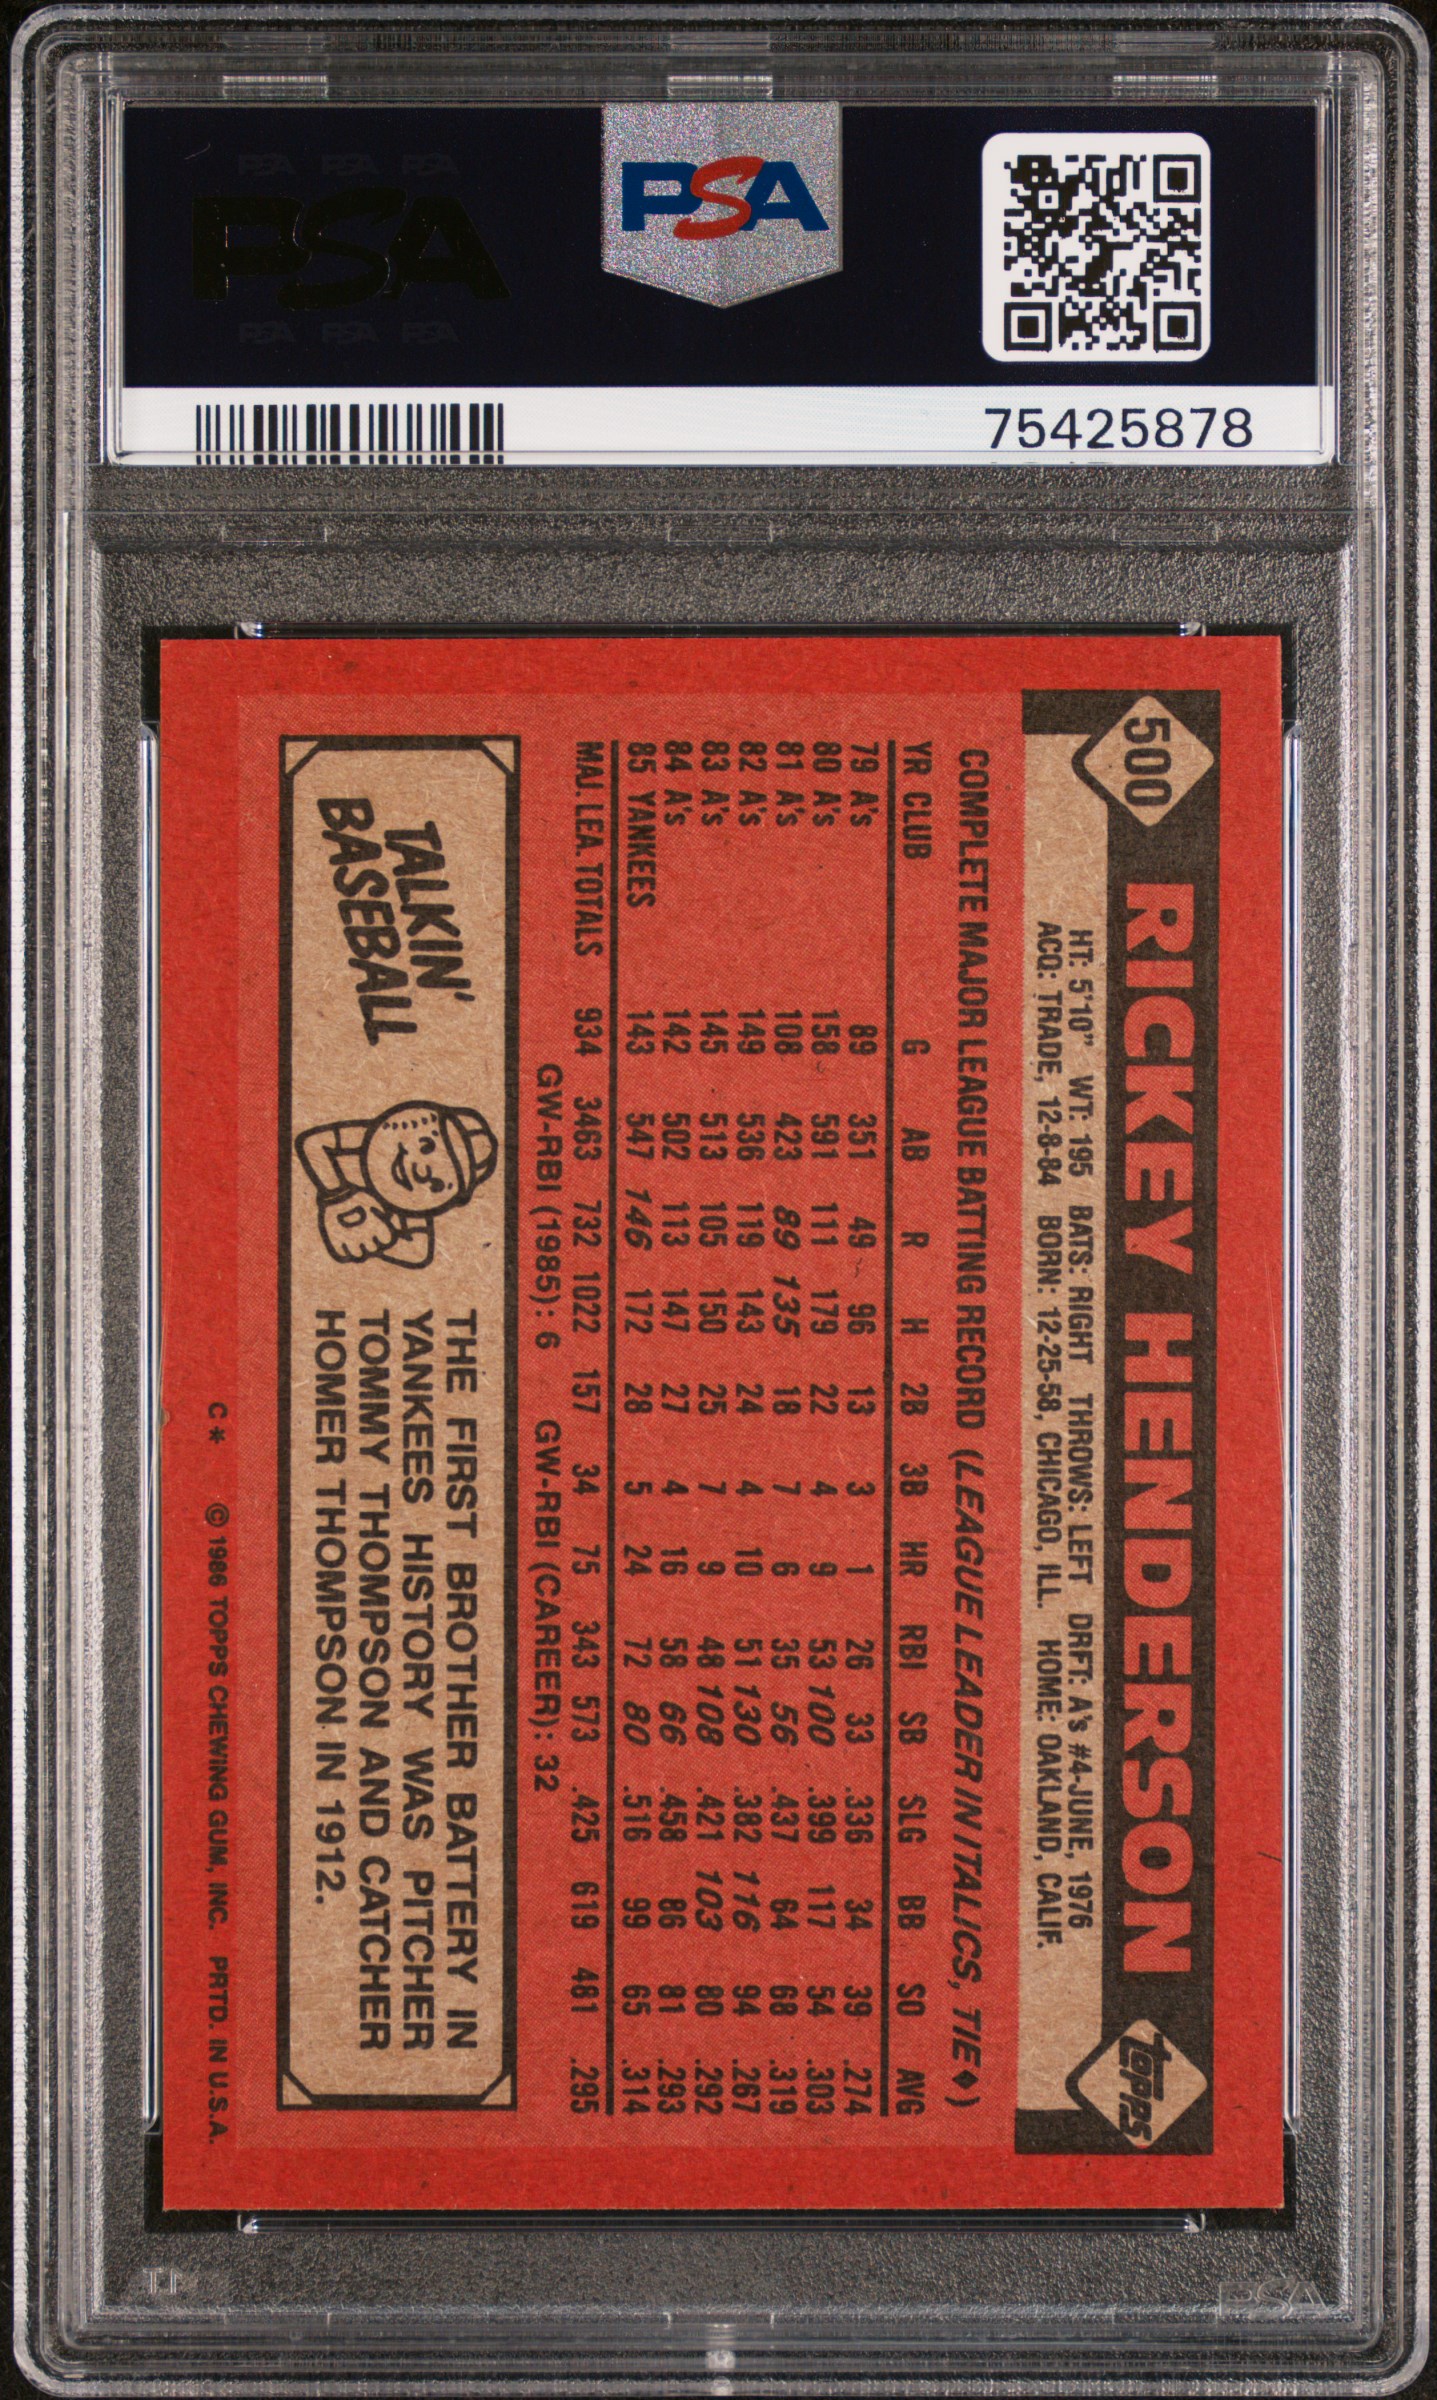 PSA PSA PSA
PSA
PSA PSA PSA
PSA
75425878
500 RICKEY HENDERSON topps
HT: 5'10" WT: 195 BATS: RIGHT THROWS: LEFT DRFT: A's #4-JUNE, 1976
ACQ: TRADE, 12-8-84 BORN: 12-25-58, CHICAGO, ILL. HOME: OAKLAND, CALIF.
COMPLETE MAJOR LEAGUE BATTING RECORD (LEAGUE LEADER IN ITALICS, TIE♦)
YR CLUB G AB R H 2B 3B HR RBI SB SLG BB SO AVG
79 A's 89 351 49 96 13 3 1 26 33 .336 34 39 .274
80 A's 158 591 111 179 22 4 9 53 100 .399 117 54 .303
81 A's 108 423 89 135 18 7 6 35 56 .437 64 68 .319
82 A's 149 536 119 143 24 4 10 51 130 .382 116 94 .267
83 A's 145 513 105 150 25 7 9 48 108 .421 103 80 .292
84 A's 142 502 113 147 27 4 16 58 66 .458 86 81 .293
85 YANKEES 143 547 146 172 28 5 24 72 80 .516 99 65 .314
MAJ. LEA. TOTALS 934 3463 732 1022 157 34 75 343 573 .425 619 481 .295
GW-RBI (1985): 6 GW-RBI (CAREER): 32
TALKIN'
BASEBALL
THE FIRST BROTHER BATTERY IN
YANKEES HISTORY WAS PITCHER
TOMMY THOMPSON AND CATCHER
HOMER THOMPSON IN 1912.
C* © 1986 TOPPS CHEWING GUM, INC. PRTD. IN U.S.A.
PSA